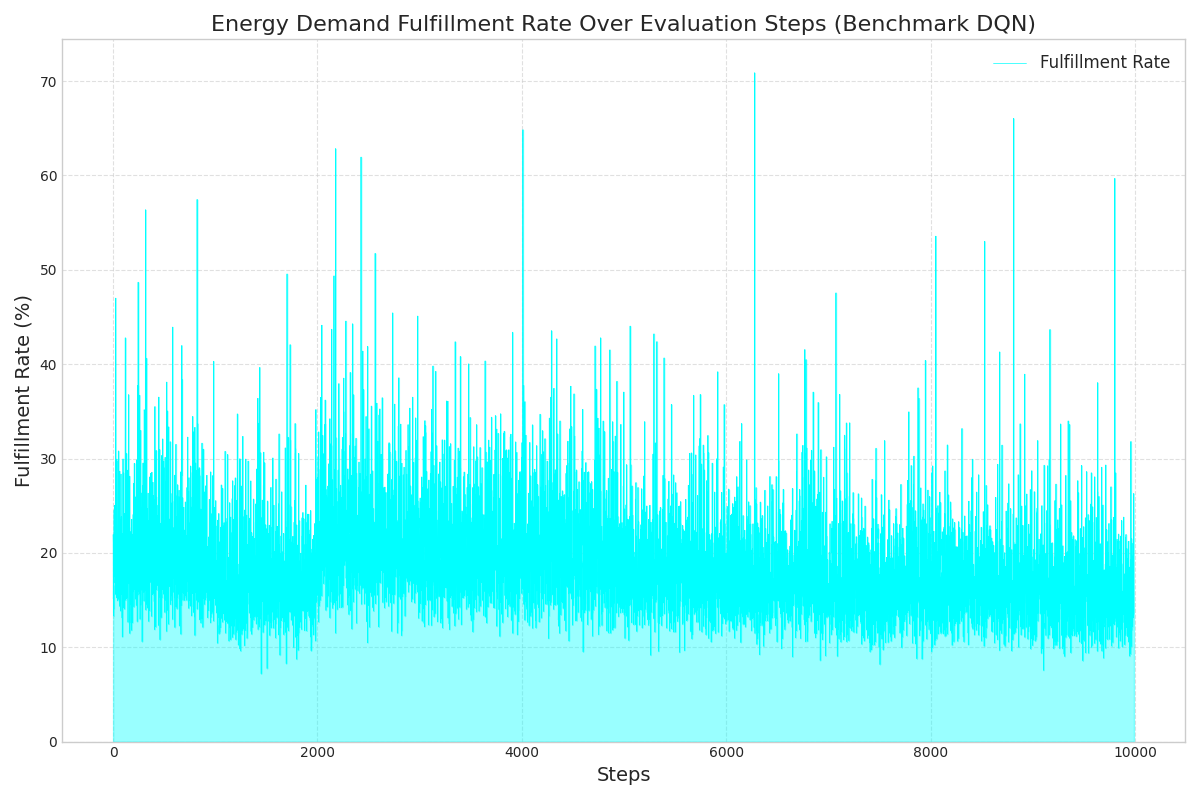 Energy Demand Fulfillment Rate Over Evaluation Steps (Benchmark DQN)
Fulfillment Rate
Fulfillment Rate (%)
70
60
50
40
30
20
10
0
0 2000 4000 6000 8000 10000
Steps